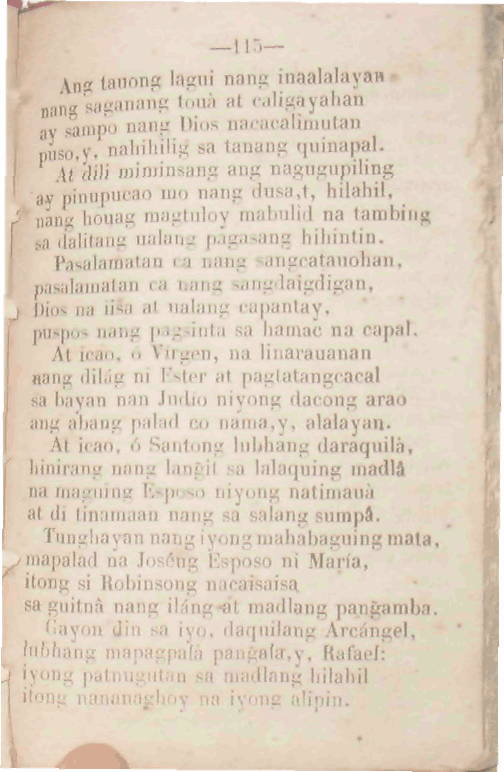 —115—
Ang tauong lagui nang inaalalayan
nang saganang touà at caligayahan
ay sampo nang Dios nacacalimutan
puso,y, nahihilig sa tanang quinapal.
At dili miminsang ang nagugupiling
ay pinupucao mo nang dusa,t, hilahil,
nang houag magtuloy mabulid na tambing
sa dalitang ualang pagasang hihintin.
Pasalamatan ca nang sangcatauohan,
pasalamatan ca nang sangdaigdigan,
Dios na iisa at ualang capantay,
puspos nang pag-inta sa hamac na capal.
At icao, ó Virgen, na linarauanan
nang dilág ni Ester at pagtatangcacal
sa bayan nan Judio niyong dacong arao
ang abang palad co nama,y, alalayan.
At icao, ó Santong lubhang daraquilà,
hinirang nang langit sa lalaquing madlâ
na maguing Esposo niyong natimauà
at di tinamaan nang sa salang sumpâ.
Tunghayan nang iyong mahabaguing mata,
mapalad na Joséng Esposo ni María,
itong si Robinsong nacaisaisa
sa guitnâ nang iláng at madlang pang̃amba.
Gayon din sa iyo, daquilang Arcángel,
lubhang mapagpalà pang̃ala,y, Rafael:
iyong patnugutan sa madlang hilahil
itong nananaghoy na iyong alipin.